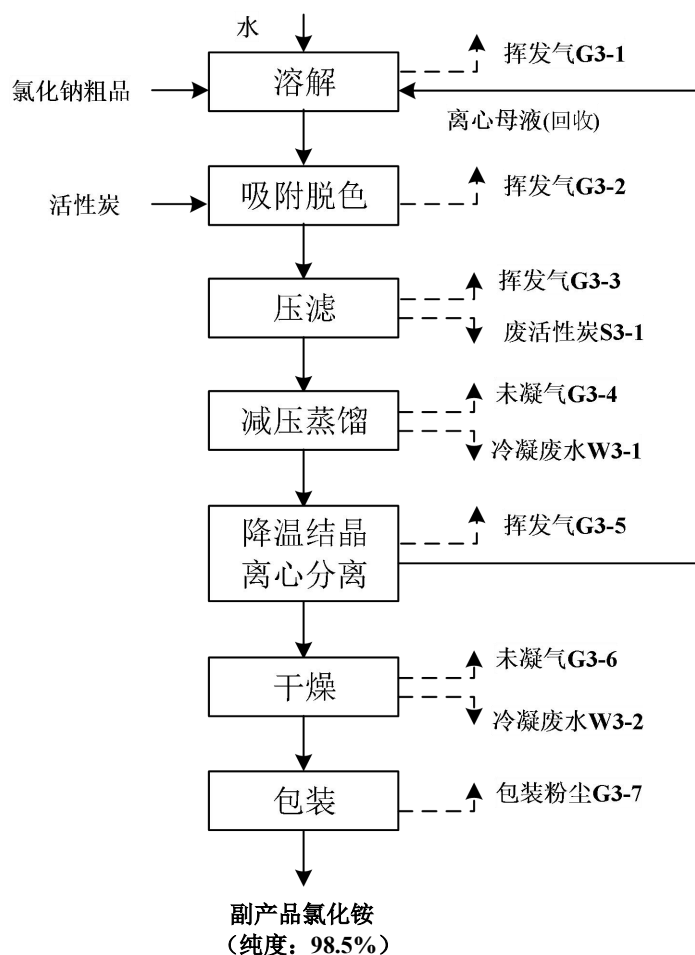 水
挥发气G3-1
溶解
氯化钠粗品
离心母液(回收)
挥发气G3-2
吸附脱色
活性炭
挥发气G3-3
压滤
废活性炭S3-1
未凝气G3-4
减压蒸馏
冷凝废水W3-1
降温结晶
挥发气G3-5
离心分离
未凝气G3-6
干燥
冷凝废水W3-2
包装
包装粉尘G3-7
副产品氯化铵
（纯度：98.5%）